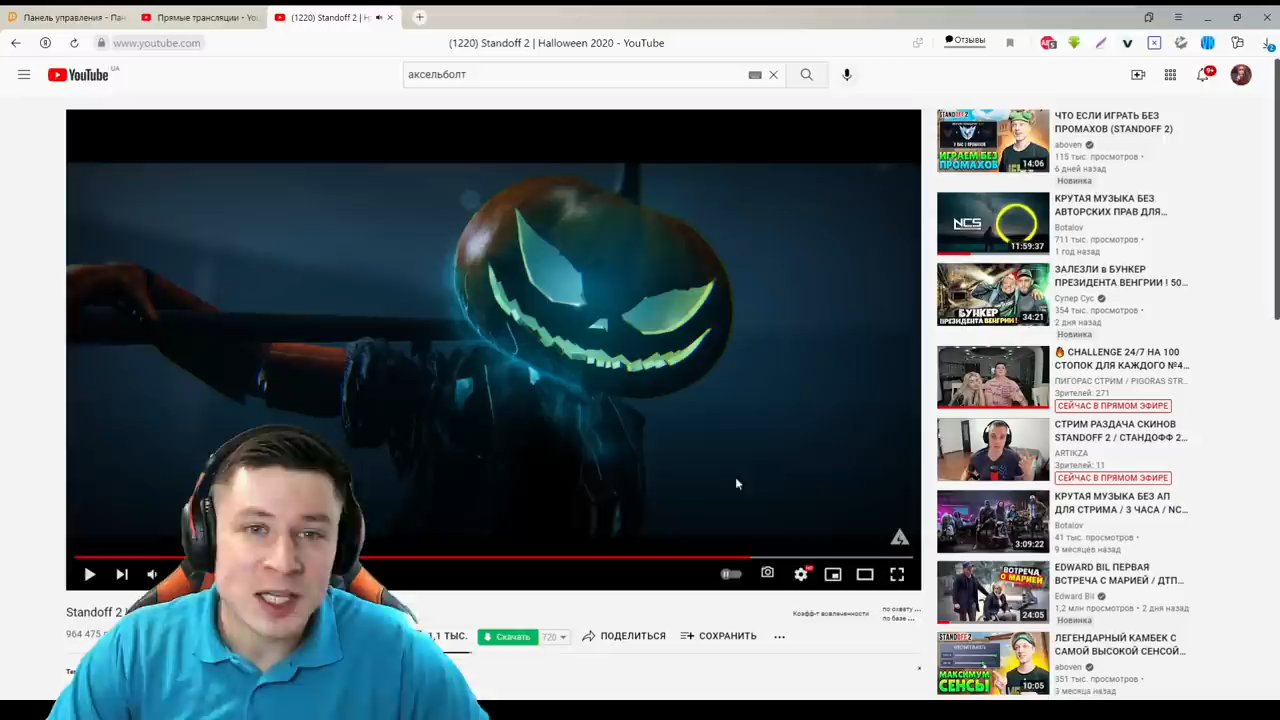 Панель управления - Пан
Прямые трансляции - You
(1220) Standoff 2 | H
www.youtube.com
(1220) Standoff 2 | Halloween 2020 - YouTube
Отзывы
YouTube
UA
аксельболт
9+
ЧТО ЕСЛИ ИГРАТЬ БЕЗ
ПРОМАХОВ (STANDOFF 2)
aboven
115 тыс. просмотров •
6 дней назад
Новинка
STANDOFF 2
ИГРАЕМ БЕЗ
ПРОМАХОВ
14:06
КРУТАЯ МУЗЫКА БЕЗ
АВТОРСКИХ ПРАВ ДЛЯ...
Botalov
711 тыс. просмотров •
1 год назад
NCS
11:59:37
ЗАЛЕЗЛИ в БУНКЕР
ПРЕЗИДЕНТА ВЕНГРИИ ! 50...
Супер Сус
354 тыс. просмотров •
2 дня назад
Новинка
БУНКЕР
ПРЕЗИДЕНТА ВЕНГРИИ!
34:21
CHALLENGE 24/7 НА 100
СТОПОК ДЛЯ КАЖДОГО №4...
ПИГОРАС СТРИМ / PIGORAS STR...
Зрителей: 271
СЕЙЧАС В ПРЯМОМ ЭФИРЕ
СТРИМ РАЗДАЧА СКИНОВ
STANDOFF 2 / СТАНДОФФ 2...
ARTIKZA
Зрителей: 11
СЕЙЧАС В ПРЯМОМ ЭФИРЕ
КРУТАЯ МУЗЫКА БЕЗ АП
ДЛЯ СТРИМА / 3 ЧАСА / NC...
Botalov
41 тыс. просмотров •
9 месяцев назад
3:09:22
EDWARD BIL ПЕРВАЯ
ВСТРЕЧА С МАРИЕЙ / ДТП...
Edward Bil
1,2 млн просмотров • 2 дня назад
Новинка
ВСТРЕЧА
С МАРИЕЙ
24:05
ЛЕГЕНДАРНЫЙ КАМБЕК С
САМОЙ ВЫСОКОЙ СЕНСОЙ...
aboven
351 тыс. просмотров •
3 месяца назад
STANDOFF 2
МАКСИМУМ
СЕНСЫ
10:05
Standoff 2
964 475
Коэфф-т вовлеченности
по охвату ...
по базе ...
1,1 ТЫС.
Скачать
720
ПОДЕЛИТЬСЯ
СОХРАНИТЬ